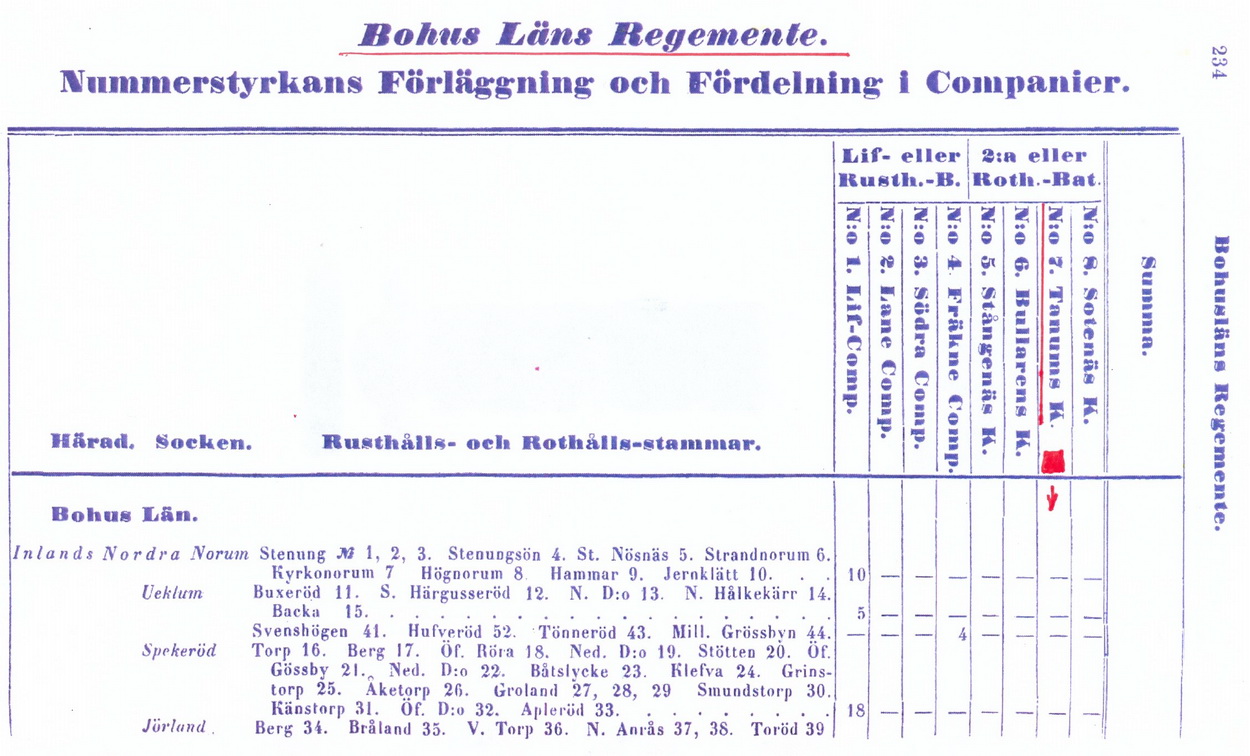 Bohus Läns Regemente.
Nummerstyrkans Förläggning och Fördelning i Companier.
234
Bohusläns Regemente.
Lif- eller Rusth.-B.
2:a eller Roth.-Bat.
N:o 1. Lif-Comp.
N:o 2. Lane Comp.
N:o 3. Södra Comp.
N:o 4. Fräkne Comp.
N:o 5. Stångenäs K.
N:o 6. Bullarens K.
N:o 7. Tanums K.
N:o 8. Sotenäs K.
Summa.
Härad. Socken. Rusthålls- och Rothålls-stammar.
Bohus Län.
Inlands Nordra Norum Stenung № 1, 2, 3. Stenungsön 4. St. Nösnäs 5. Strandnorum 6.
Kyrkonorum 7 Högnorum 8. Hammar 9. Jernklätt 10. . . 10 — — — — — — —
Ucklum Buxeröd 11. S. Härgusseröd 12. N. D:o 13. N. Hålkekärr 14.
Backa 15. . . . . . . . . . . . . . 5 — — — — — — —
Svenshögen 41. Hufveröd 52. Tönneröd 43. Mill. Grössbyn 44. — — — 4 — — — —
Spekeröd Torp 16. Berg 17. Öf. Röra 18. Ned. D:o 19. Stötten 20. Öf.
Gössby 21. Ned. D:o 22. Båtslycke 23. Klefva 24. Grins-
torp 25. Åketorp 26. Groland 27, 28, 29 Smundstorp 30.
Känstorp 31. Öf. D:o 32. Apleröd 33. . . . . . . . 18 — — — — — — —
Jörland. Berg 34. Bråland 35. V. Torp 36. N. Anrås 37, 38. Toröd 39